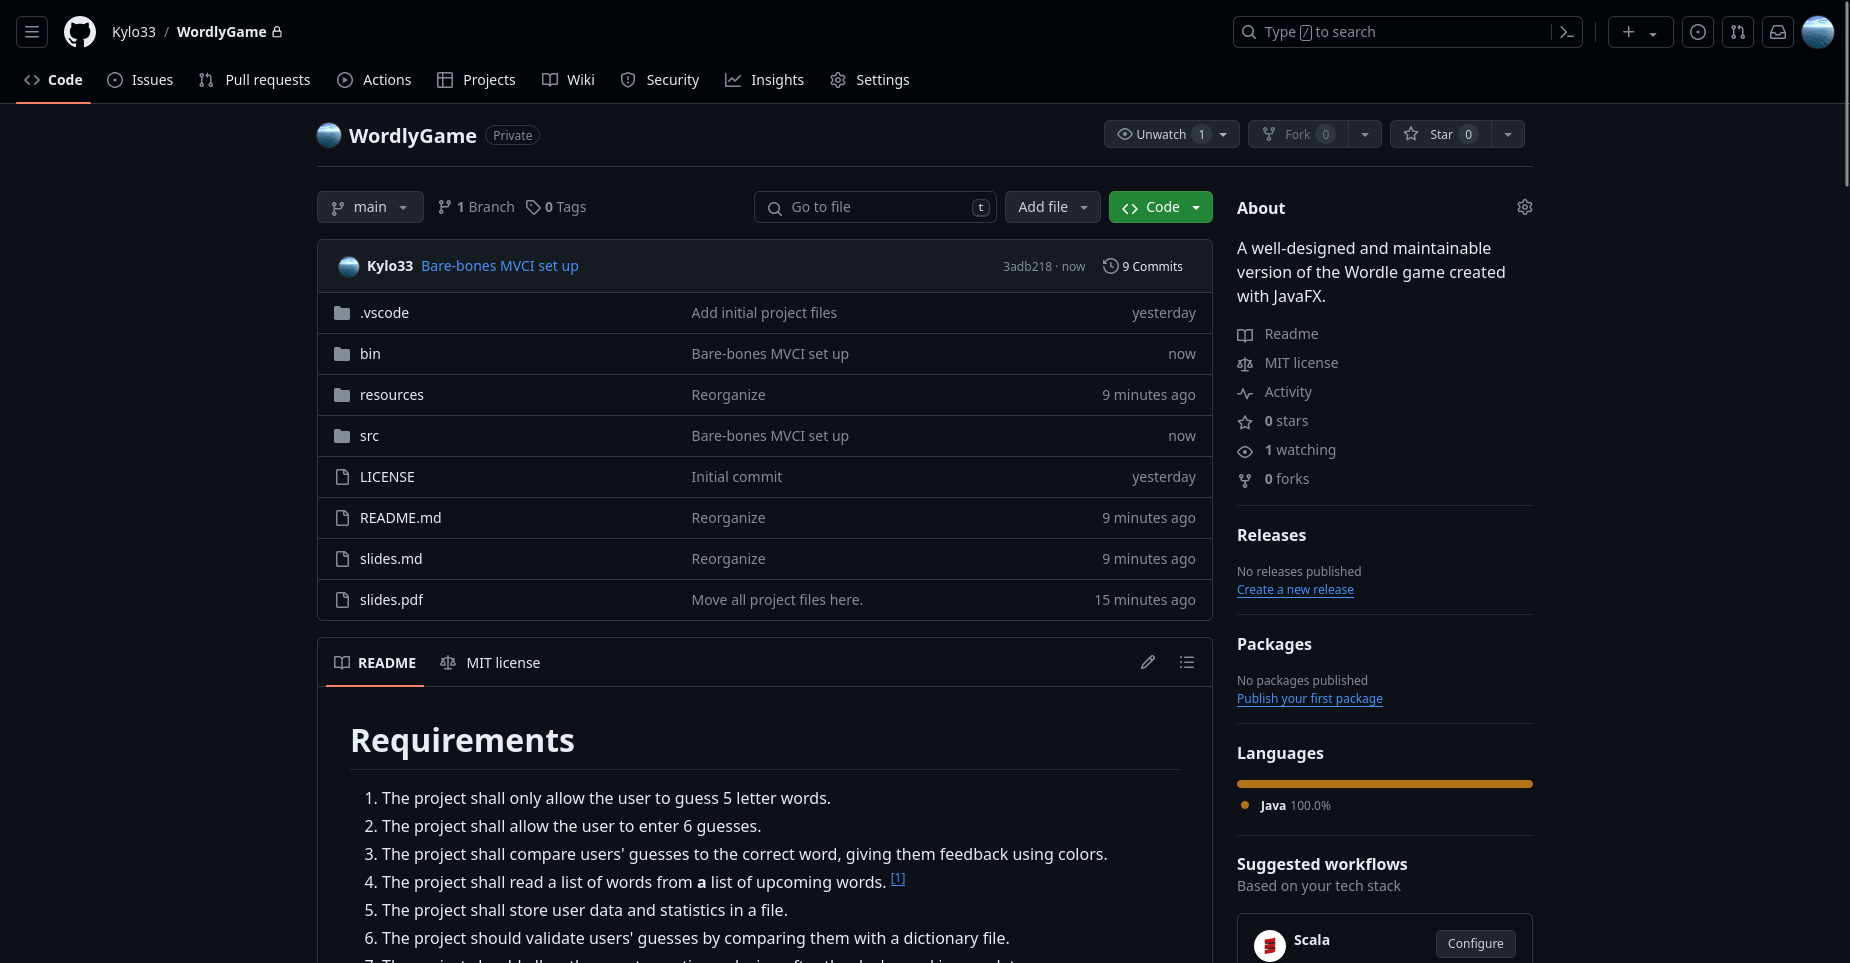 Kylo33 / WordlyGame
Type / to search
Code
Issues
Pull requests
Actions
Projects
Wiki
Security
Insights
Settings
WordlyGame Private
Unwatch 1
Fork 0
Star 0
main
1 Branch
0 Tags
Go to file t
Add file
Code
Kylo33 Bare-bones MVCI set up 3adb218 · now 9 Commits
.vscode Add initial project files yesterday
bin Bare-bones MVCI set up now
resources Reorganize 9 minutes ago
src Bare-bones MVCI set up now
LICENSE Initial commit yesterday
README.md Reorganize 9 minutes ago
slides.md Reorganize 9 minutes ago
slides.pdf Move all project files here. 15 minutes ago
README MIT license
Requirements
1. The project shall only allow the user to guess 5 letter words.
2. The project shall allow the user to enter 6 guesses.
3. The project shall compare users' guesses to the correct word, giving them feedback using colors.
4. The project shall read a list of words from a list of upcoming words. [1]
5. The project shall store user data and statistics in a file.
6. The project should validate users' guesses by comparing them with a dictionary file.
About
A well-designed and maintainable
version of the Wordle game created
with JavaFX.
Readme
MIT license
Activity
0 stars
1 watching
0 forks
Releases
No releases published
Create a new release
Packages
No packages published
Publish your first package
Languages
Java 100.0%
Suggested workflows
Based on your tech stack
Scala
Configure